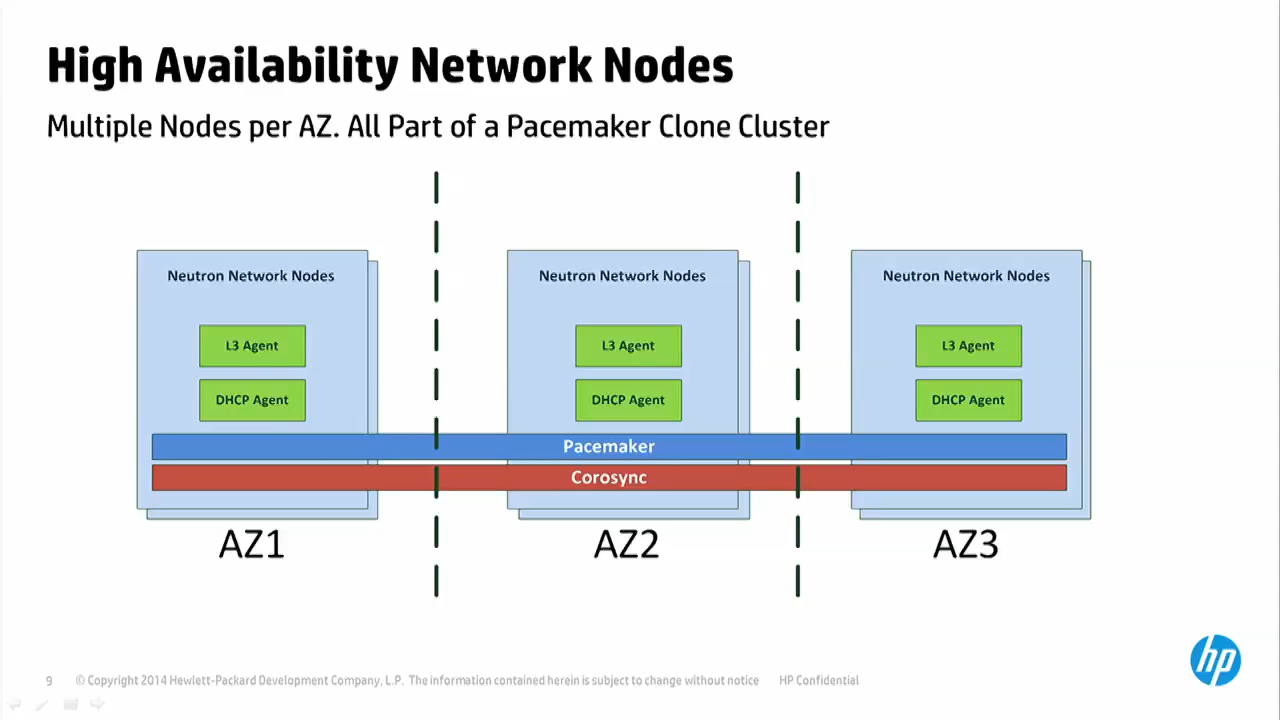 High Availability Network Nodes
Multiple Nodes per AZ. All Part of a Pacemaker Clone Cluster
Neutron Network Nodes
L3 Agent
DHCP Agent
Neutron Network Nodes
L3 Agent
DHCP Agent
Neutron Network Nodes
L3 Agent
DHCP Agent
Pacemaker
Corosync
AZ1
AZ2
AZ3
hp
9 © Copyright 2014 Hewlett-Packard Development Company, L.P. The information contained herein is subject to change without notice HP Confidential